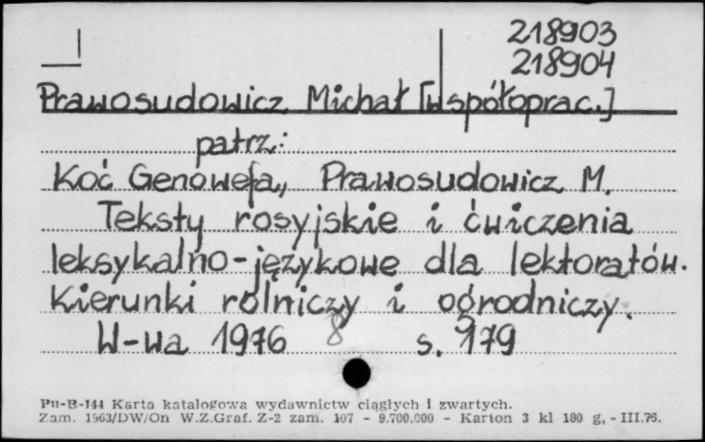 218903
218904
Prawosudowicz Michał [współoprac.]
patrz:
Koć Genowefa, Prawosudowicz M.
Teksty rosyjskie i ćwiczenia
leksykalno-językowe dla lektoratów.
Kierunki rolniczy i ogrodniczy.
W-wa 1976 8 s. 179
Pu-B-144 Karta katalogowa wydawnictw ciągłych i zwartych.
Zam. 1563/DW/On W.Z.Graf. Z-2 zam. 107 - 9.700.000 - Karton 3 kl 180 g, - III.76.